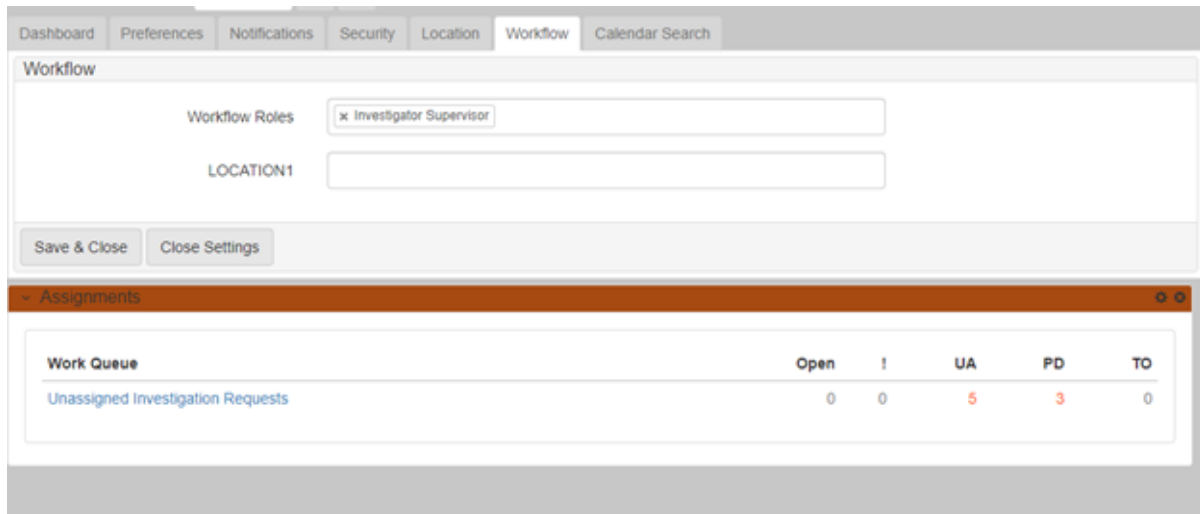 Dashboard Preferences Notifications Security Location Workflow Calendar Search
Workflow
Workflow Roles x Investigator Supervisor
LOCATION1
Save & Close Close Settings
Assignments
Work Queue Open ! UA PD TO
Unassigned Investigation Requests 0 0 5 3 0